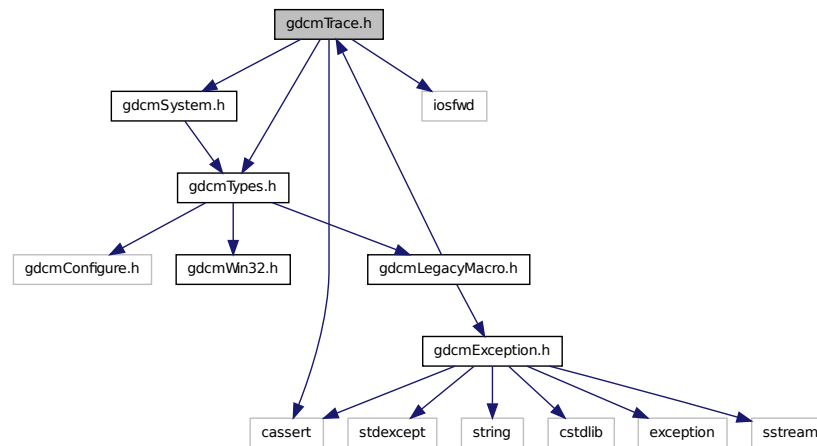 gdcmTrace.h
gdcmSystem.h
iosfwd
gdcmTypes.h
gdcmConfigure.h
gdcmWin32.h
gdcmLegacyMacro.h
gdcmException.h
cassert
stdexcept
string
cstdlib
exception
sstream